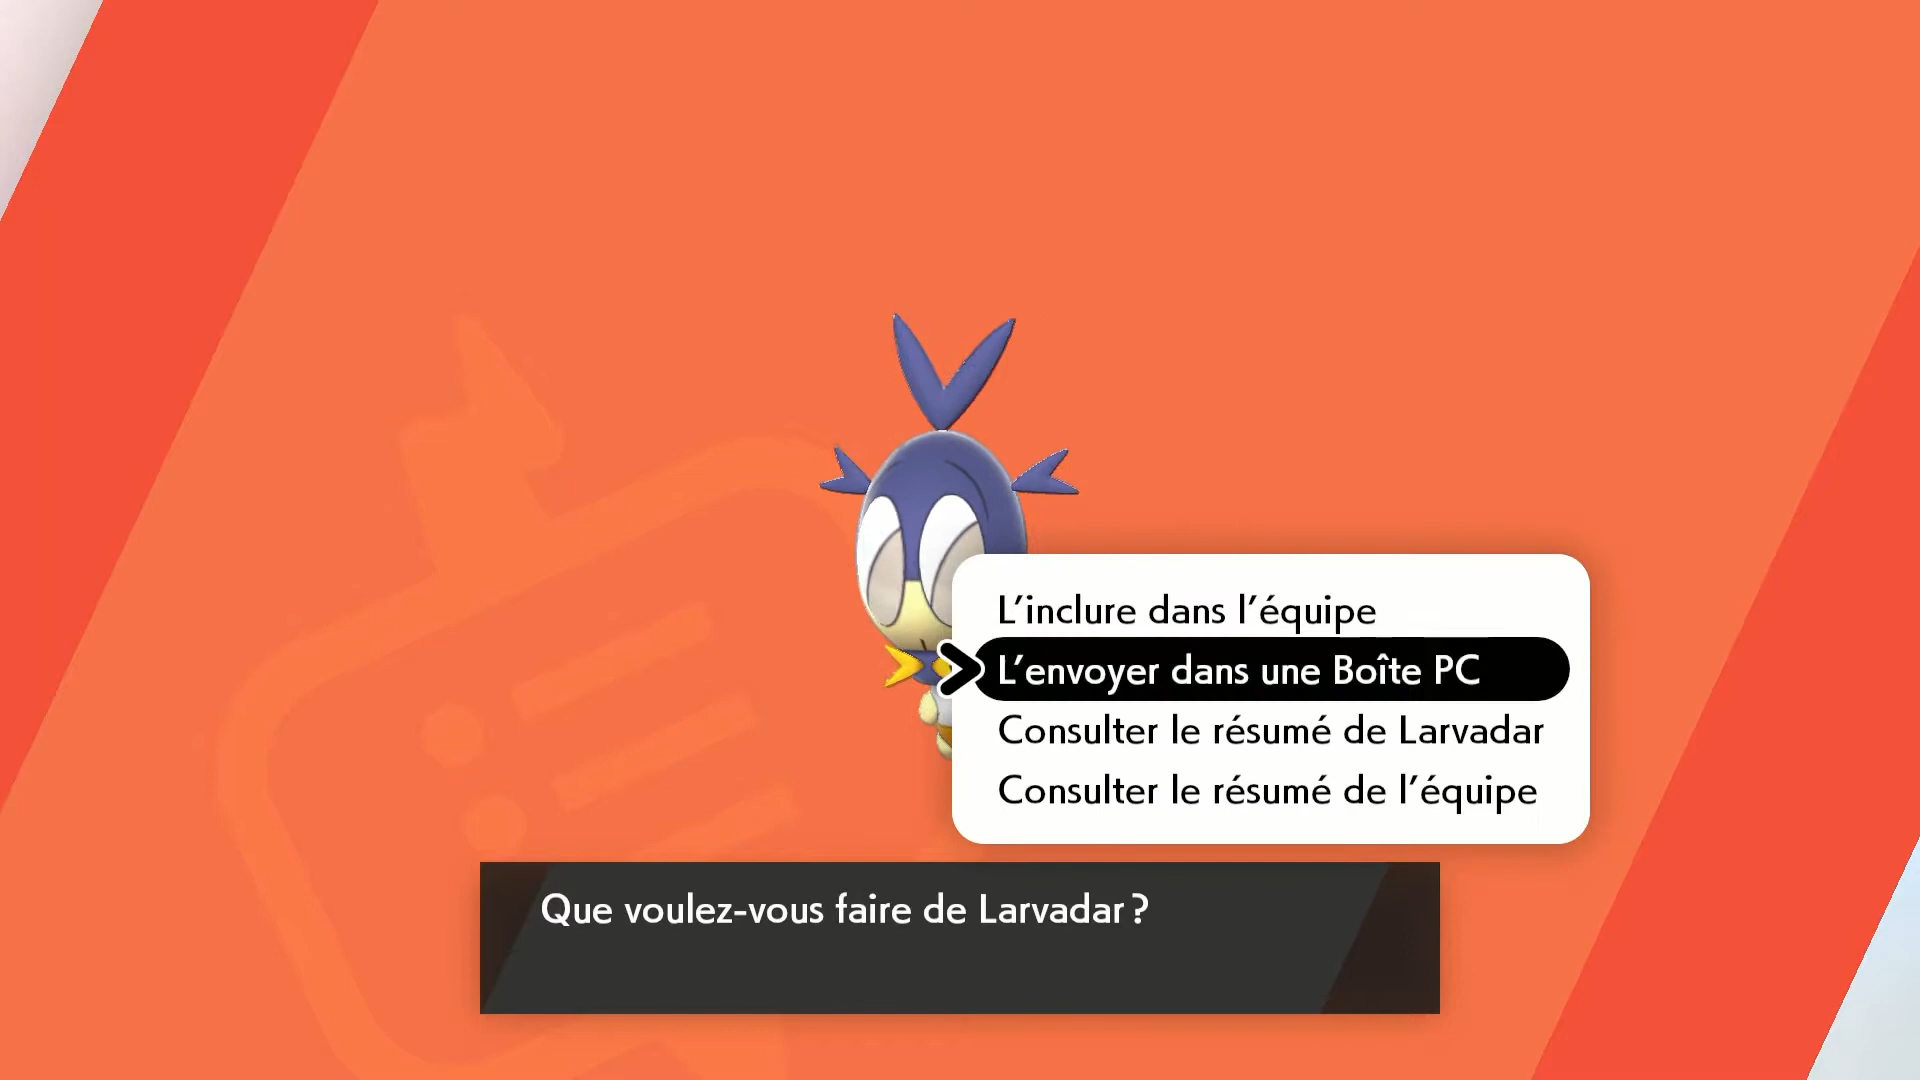 L'inclure dans l'équipe
L'envoyer dans une Boîte PC
Consulter le résumé de Larvadar
Consulter le résumé de l'équipe
Que voulez-vous faire de Larvadar ?